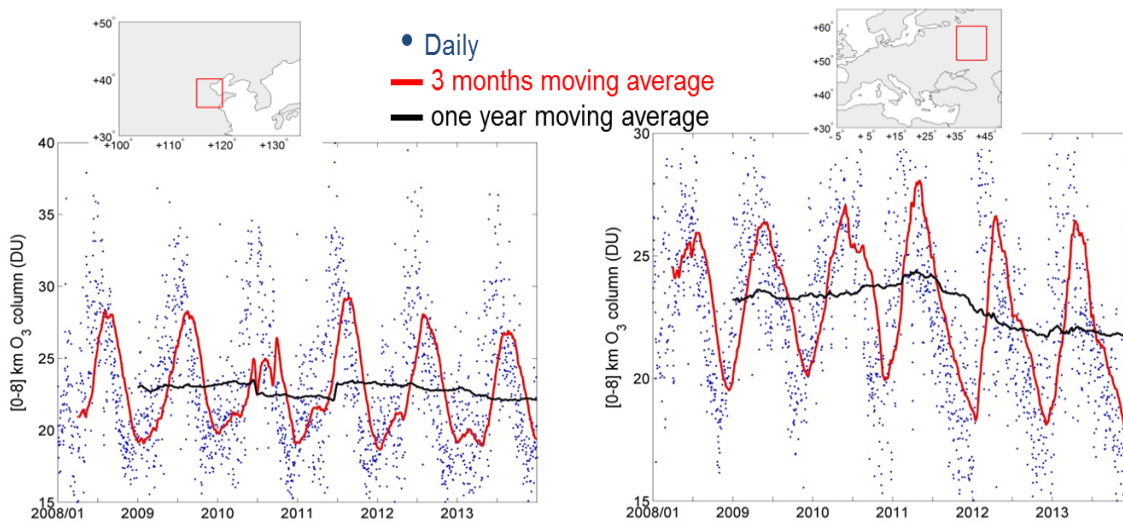 +50°
+40°
+30°
+100° +110° +120° +130°
• Daily
3 months moving average
one year moving average
+60°
+50°
+40°
+30°
- 5° + 5° +15° +25° +35° +45°
[0–8] km O3 column (DU)
40
35
30
25
20
15
2008/01 2009 2010 2011 2012 2013
[0–8] km O3 column (DU)
30
25
20
15
2008/01 2009 2010 2011 2012 2013